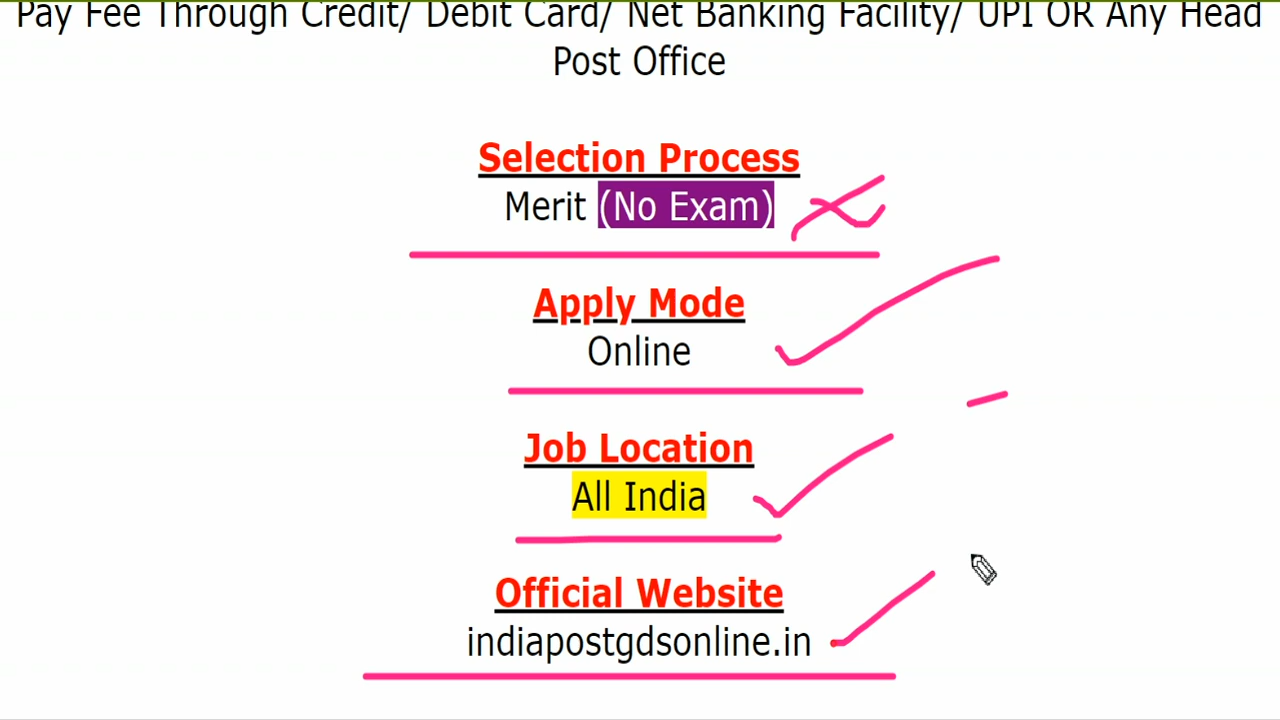 Pay Fee Through Credit/ Debit Card/ Net Banking Facility/ UPI OR Any Head
Post Office
Selection Process
Merit (No Exam)
Apply Mode
Online
Job Location
All India
Official Website
indiapostgdsonline.in